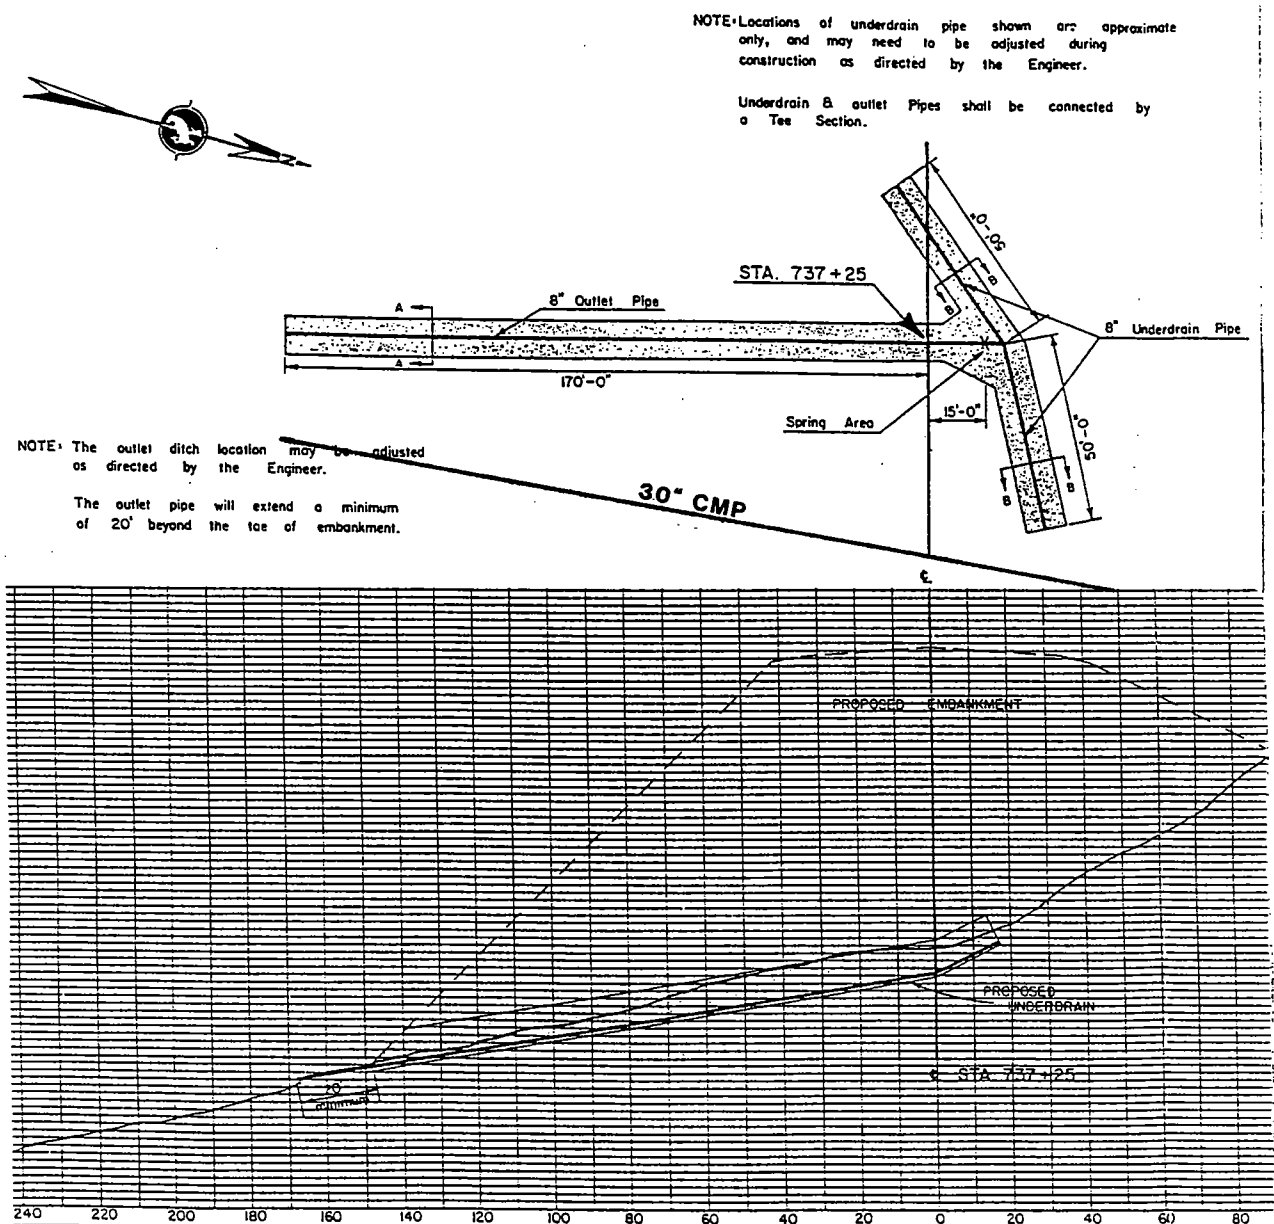 NOTE: Locations of underdrain pipe shown are approximate
only, and may need to be adjusted during
construction as directed by the Engineer.
Underdrain & outlet Pipes shall be connected by
a Tee Section.
50'-0"
STA. 737+25
B
B
A
8" Outlet Pipe
8" Underdrain Pipe
A
170'-0"
15'-0"
Spring Area
50'-0"
B
B
NOTE: The outlet ditch location may be adjusted
as directed by the Engineer.
The outlet pipe will extend a minimum
of 20' beyond the toe of embankment.
30" CMP
℄
PROPOSED EMBANKMENT
PROPOSED
UNDERDRAIN
℄ STA. 737+25
20'
minimum
240 220 200 180 160 140 120 100 80 60 40 20 0 20 40 60 80